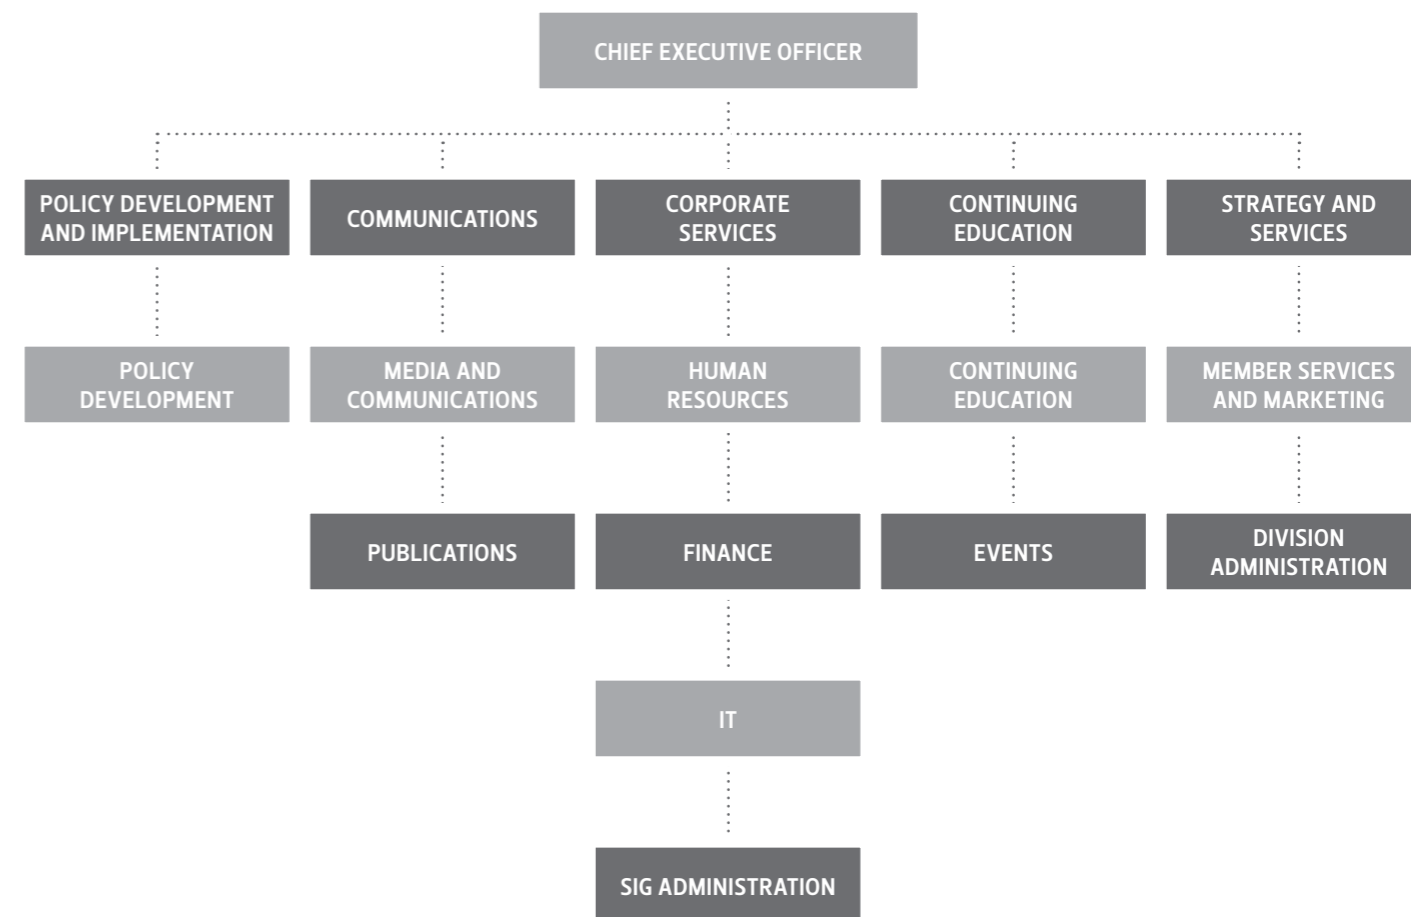 CHIEF EXECUTIVE OFFICER
POLICY DEVELOPMENT
AND IMPLEMENTATION
COMMUNICATIONS
CORPORATE
SERVICES
CONTINUING
EDUCATION
STRATEGY AND
SERVICES
POLICY
DEVELOPMENT
MEDIA AND
COMMUNICATIONS
HUMAN
RESOURCES
CONTINUING
EDUCATION
MEMBER SERVICES
AND MARKETING
PUBLICATIONS
FINANCE
EVENTS
DIVISION
ADMINISTRATION
IT
SIG ADMINISTRATION